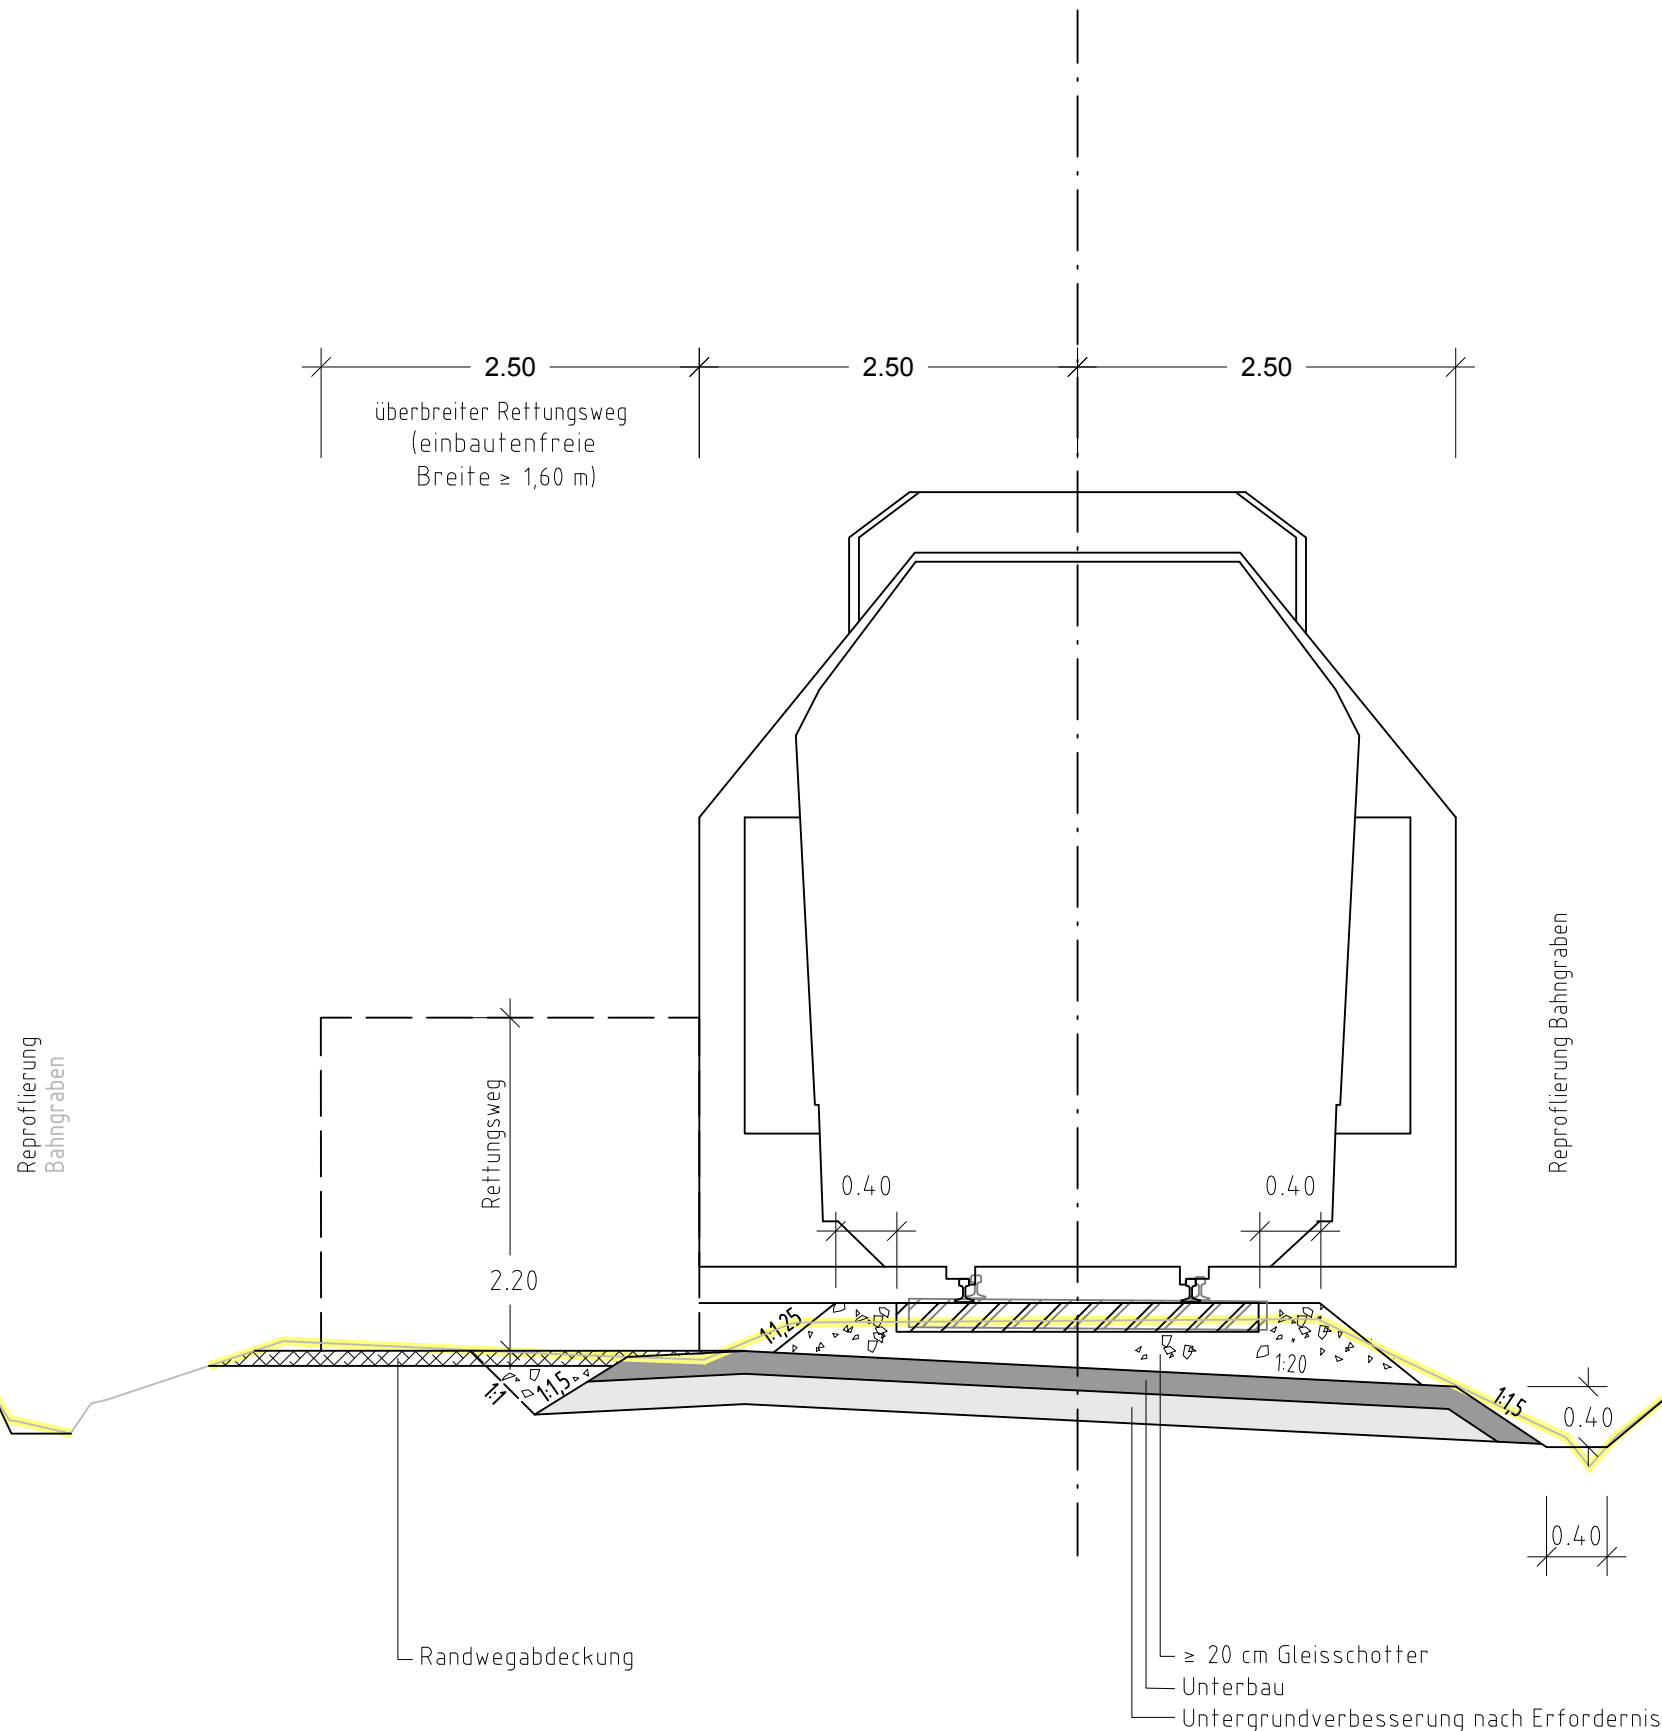 2.50
2.50
2.50
überbreiter Rettungsweg
(einbautenfreie
Breite ≥ 1,60 m)
Reproflierung
Bahngraben
Rettungsweg
2.20
0.40
0.40
Reproflierung Bahngraben
1:1,25
1:20
1:1
1:1,5
1:1,5
0.40
0.40
Randwegabdeckung
≥ 20 cm Gleisschotter
Unterbau
Untergrundverbesserung nach Erfordernis